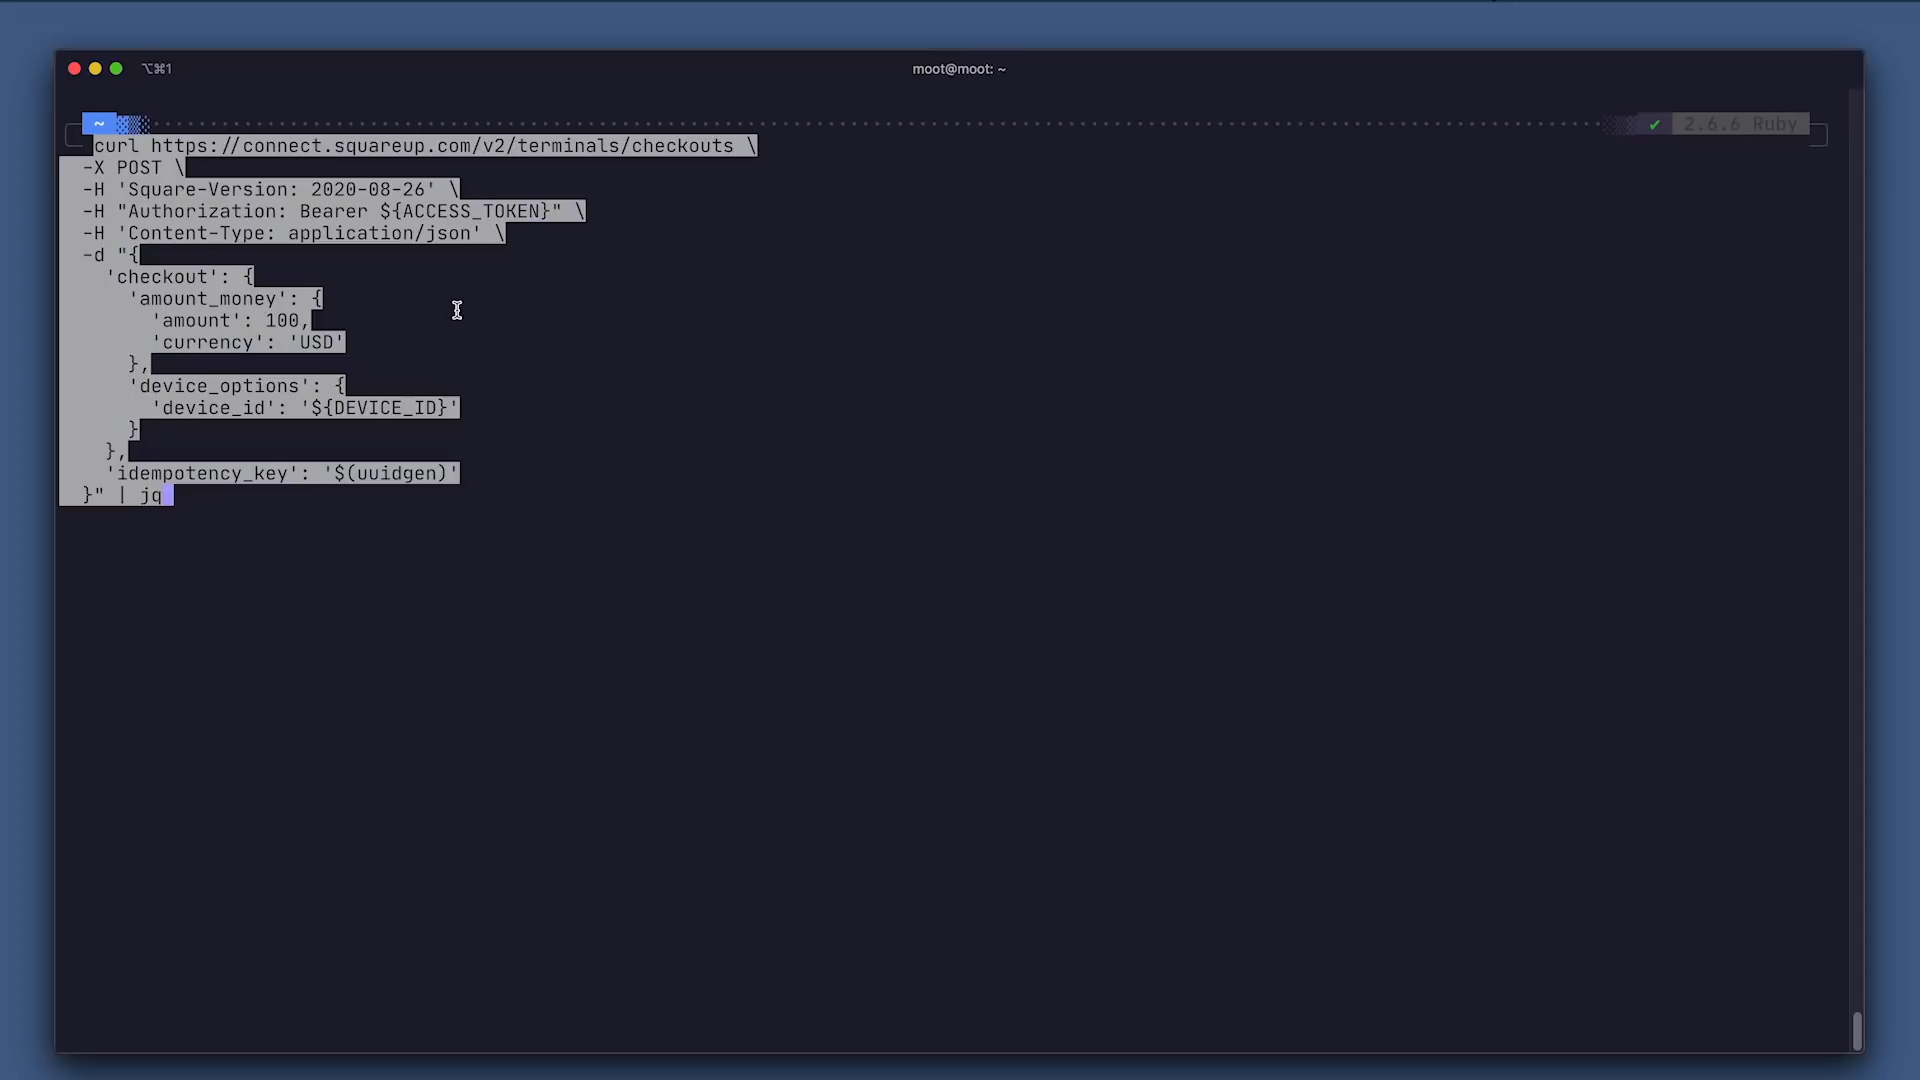 ⌥⌘1
moot@moot: ~
~
✔ 2.6.6 Ruby
curl https://connect.squareup.com/v2/terminals/checkouts \
-X POST \
-H 'Square-Version: 2020-08-26' \
-H "Authorization: Bearer ${ACCESS_TOKEN}" \
-H 'Content-Type: application/json' \
-d "{
'checkout': {
'amount_money': {
'amount': 100,
'currency': 'USD'
},
'device_options': {
'device_id': '${DEVICE_ID}'
}
},
'idempotency_key': '$(uuidgen)'
}" | jq